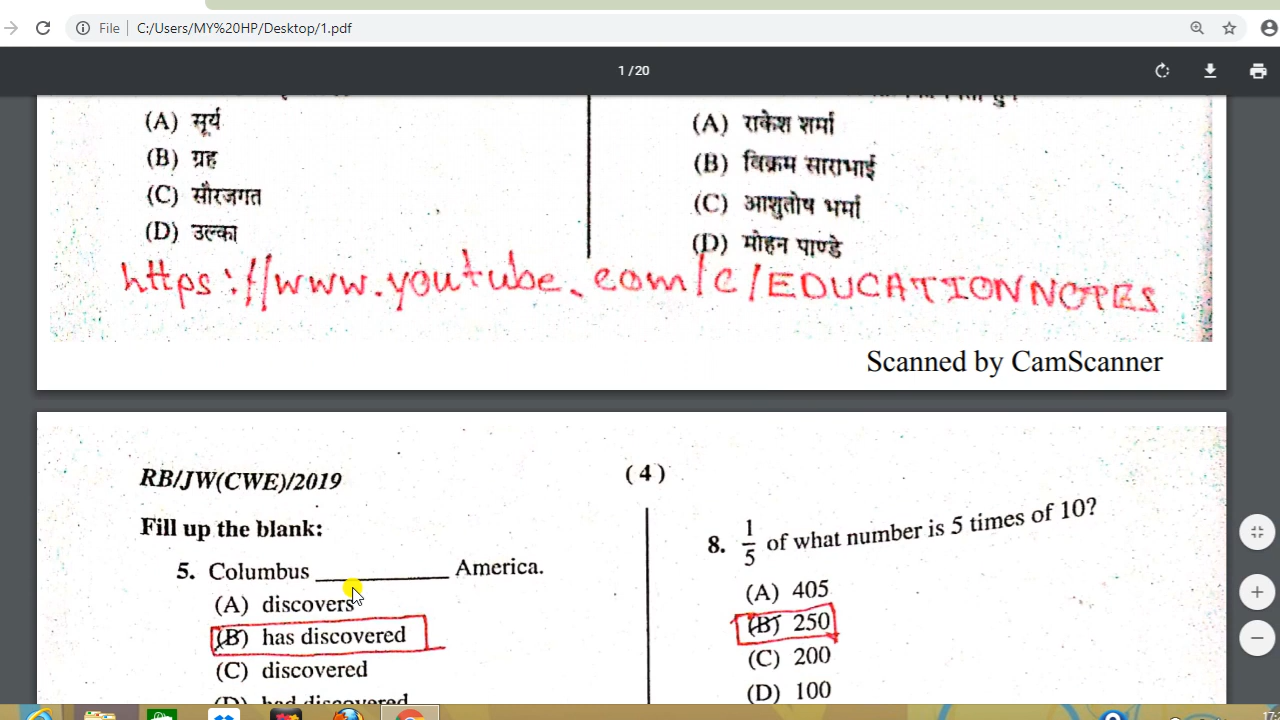 File
C:/Users/MY%20HP/Desktop/1.pdf
1 / 20
(A) सूर्य
(B) ग्रह
(C) सौरजगत
(D) उल्का
(A) राकेश शर्मा
(B) विक्रम साराभाई
(C) आशुतोष भर्मा
(D) मोहन पाण्डे
https://www.youtube.com/c/EDUCATIONNOTES
Scanned by CamScanner
RB/JW(CWE)/2019
( 4 )
Fill up the blank:
5. Columbus __________ America.
(A) discovers
(B) has discovered
(C) discovered
(D) had discovered
8. 1/5 of what number is 5 times of 10?
(A) 405
(B) 250
(C) 200
(D) 100